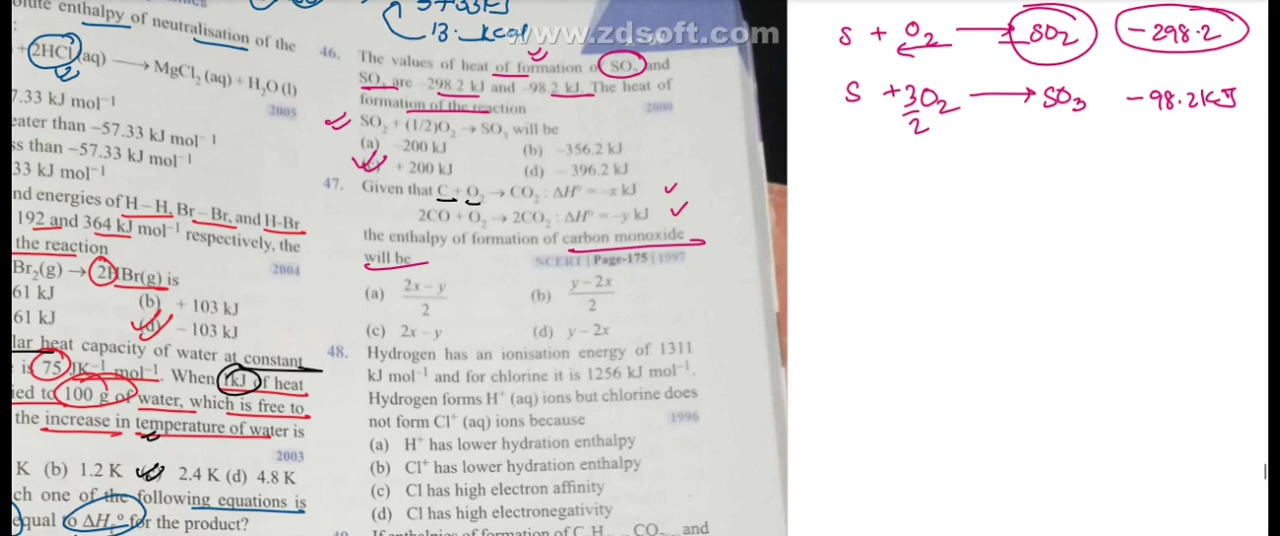 olute enthalpy of neutralisation of the
+ 2HCl(aq) ⟶ MgCl₂(aq) + H₂O(l)
7.33 kJ mol⁻¹
2005
eater than −57.33 kJ mol⁻¹
ss than −57.33 kJ mol⁻¹
33 kJ mol⁻¹
nd energies of H – H, Br – Br, and H-Br
192 and 364 kJ mol⁻¹ respectively, the
the reaction
2004
Br₂(g) → 2HBr(g) is
61 kJ (b) + 103 kJ
61 kJ (d) − 103 kJ
lar heat capacity of water at constant
is 75 JK⁻¹ mol⁻¹. When 1kJ of heat
ied to 100 g of water, which is free to
the increase in temperature of water is
2003
K (b) 1.2 K 2.4 K (d) 4.8 K
ch one of the following equations is
equal to ΔH° for the product?
13. kcal
www.zdsoft.com
46. The values of heat of formation of SO₂ and
SO₃ are −298.2 kJ and −98.2 kJ. The heat of
formation of the reaction
2000
SO₂ + (1/2)O₂ → SO₃ will be
(a) −200 kJ (b) −356.2 kJ
+ 200 kJ (d) − 396.2 kJ
47. Given that C + O₂ → CO₂ : ΔH° = −x kJ
2CO + O₂ → 2CO₂ : ΔH° = −y kJ
the enthalpy of formation of carbon monoxide
will be
NCERT | Page-175 | 1997
(a) 2x − y / 2 (b) y − 2x / 2
(c) 2x − y (d) y − 2x
48. Hydrogen has an ionisation energy of 1311
kJ mol⁻¹ and for chlorine it is 1256 kJ mol⁻¹.
Hydrogen forms H⁺ (aq) ions but chlorine does
not form Cl⁺ (aq) ions because
1996
(a) H⁺ has lower hydration enthalpy
(b) Cl⁺ has lower hydration enthalpy
(c) Cl has high electron affinity
(d) Cl has high electronegativity
49. If enthalpies of formation of C₂H CO and
S + O₂ ⟶ SO₂ −298.2
S + 3/2 O₂ ⟶ SO₃ −98.2KJ